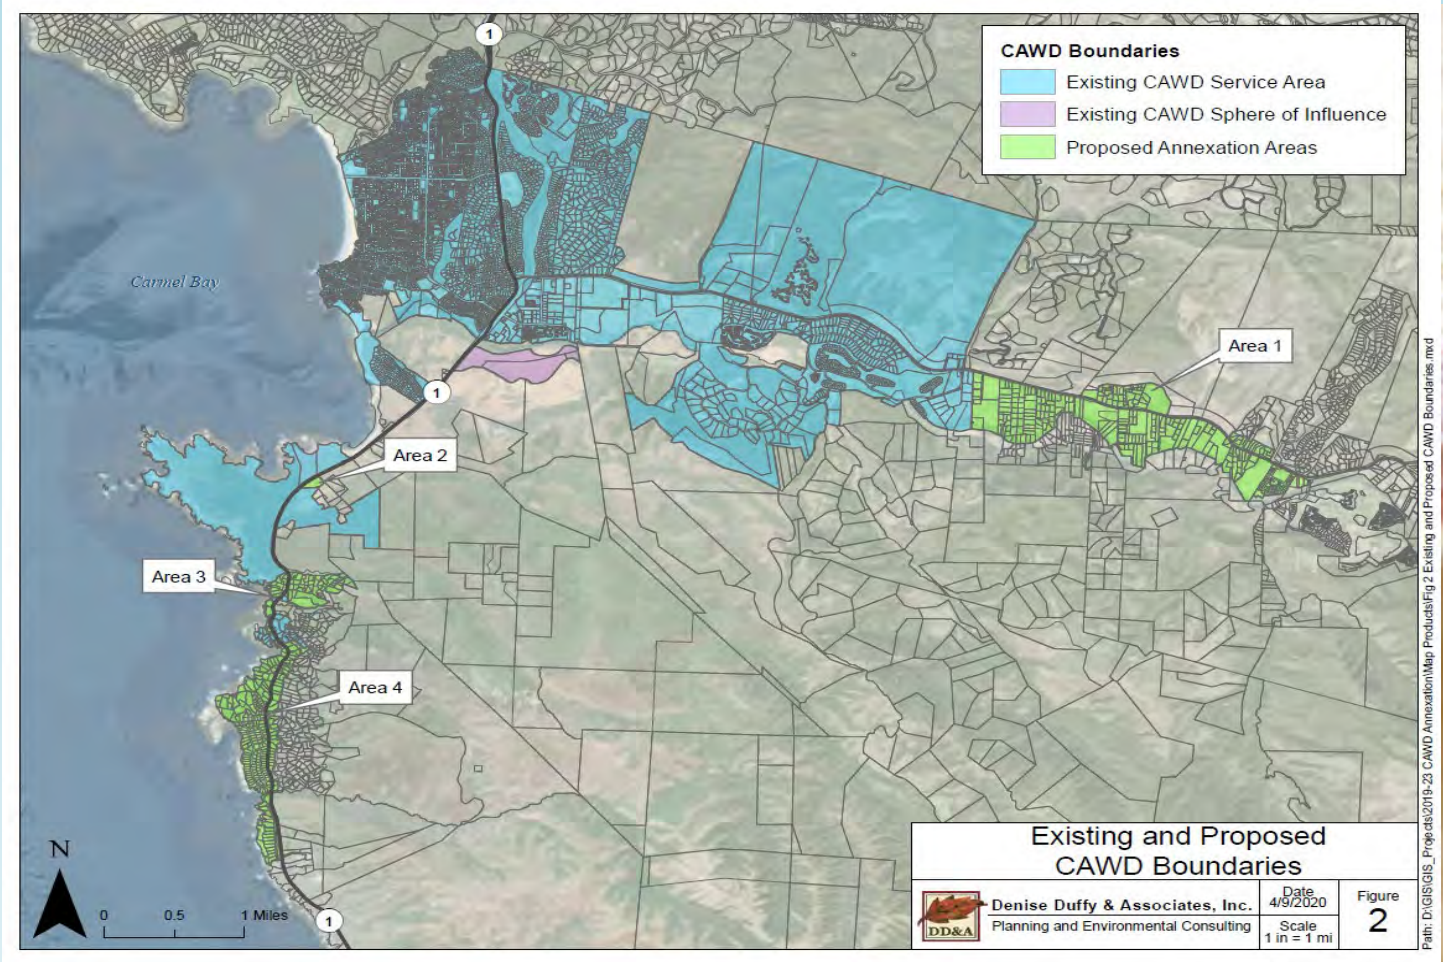 1
CAWD Boundaries
Existing CAWD Service Area
Existing CAWD Sphere of Influence
Proposed Annexation Areas
Carmel Bay
Area 1
1
Area 2
Area 3
Area 4
N
0 0.5 1 Miles
1
Existing and Proposed
CAWD Boundaries
DD&A
Denise Duffy & Associates, Inc.
Planning and Environmental Consulting
Date
4/9/2020
Scale
1 in = 1 mi
Figure
2
Path: D:\GIS\GIS_Projects\2019-23 CAWD Annexation\Map Products\Fig 2 Existing and Proposed CAWD Boundaries.mxd